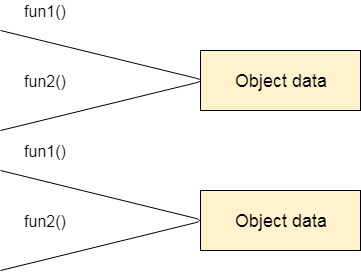 fun1()
fun2()
Object data
fun1()
fun2()
Object data